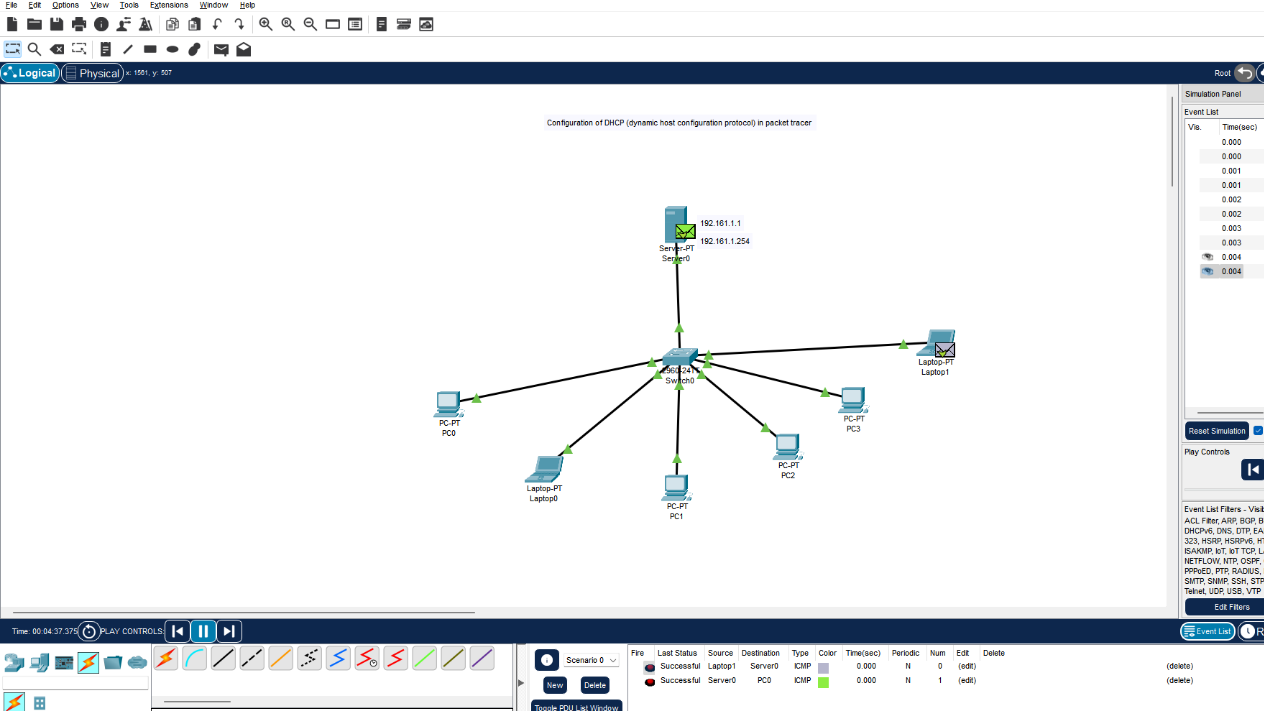 File Edit Options View Tools Extensions Window Help
Logical Physical x: 1561, y: 507 Root
Configuration of DHCP (dynamic host configuration protocol) in packet tracer
192.161.1.1
192.161.1.254
Server-PT
Server0
Laptop-PT
Laptop1
2960-24TT
Switch0
PC-PT
PC0
PC-PT
PC3
Laptop-PT
Laptop0
PC-PT
PC2
PC-PT
PC1
Simulation Panel
Event List
Vis. Time(sec)
0.000
0.000
0.001
0.001
0.002
0.002
0.003
0.003
0.004
0.004
Reset Simulation
Play Controls
Event List Filters - Visib
ACL Filter, ARP, BGP, B
DHCPv6, DNS, DTP, EA
323, HSRP, HSRPv6, HT
ISAKMP, IoT, IoT TCP, L
NETFLOW, NTP, OSPF,
PPPoED, PTP, RADIUS,
SMTP, SNMP, SSH, STP
Telnet, UDP, USB, VTP
Edit Filters
Time: 00:04:37.375 PLAY CONTROLS: Event List R
Scenario 0
New Delete
Toggle PDU List Window
Fire Last Status Source Destination Type Color Time(sec) Periodic Num Edit Delete
Successful Laptop1 Server0 ICMP 0.000 N 0 (edit) (delete)
Successful Server0 PC0 ICMP 0.000 N 1 (edit) (delete)